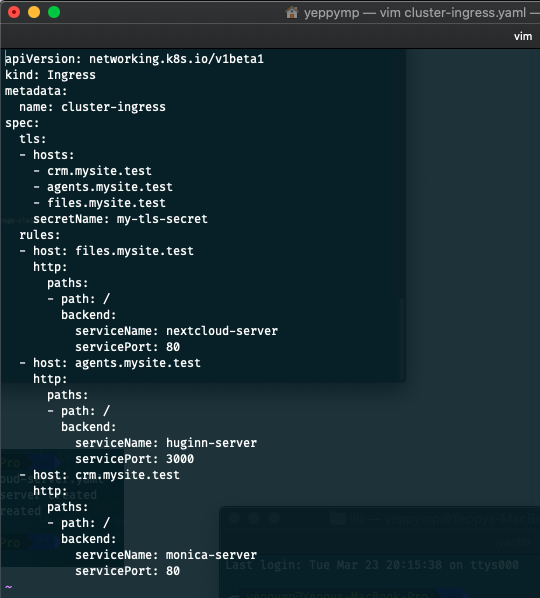 yeppymp — vim cluster-ingress.yaml —
vim
apiVersion: networking.k8s.io/v1beta1
kind: Ingress
metadata:
  name: cluster-ingress
spec:
  tls:
  - hosts:
    - crm.mysite.test
    - agents.mysite.test
    - files.mysite.test
    secretName: my-tls-secret
  rules:
  - host: files.mysite.test
    http:
      paths:
      - path: /
        backend:
          serviceName: nextcloud-server
          servicePort: 80
  - host: agents.mysite.test
    http:
      paths:
      - path: /
        backend:
          serviceName: huginn-server
          servicePort: 3000
  - host: crm.mysite.test
    http:
      paths:
      - path: /
        backend:
          serviceName: monica-server
          servicePort: 80
~
Pro
server created
Pro
Last login: Tue Mar 23 20:15:38 on ttys000